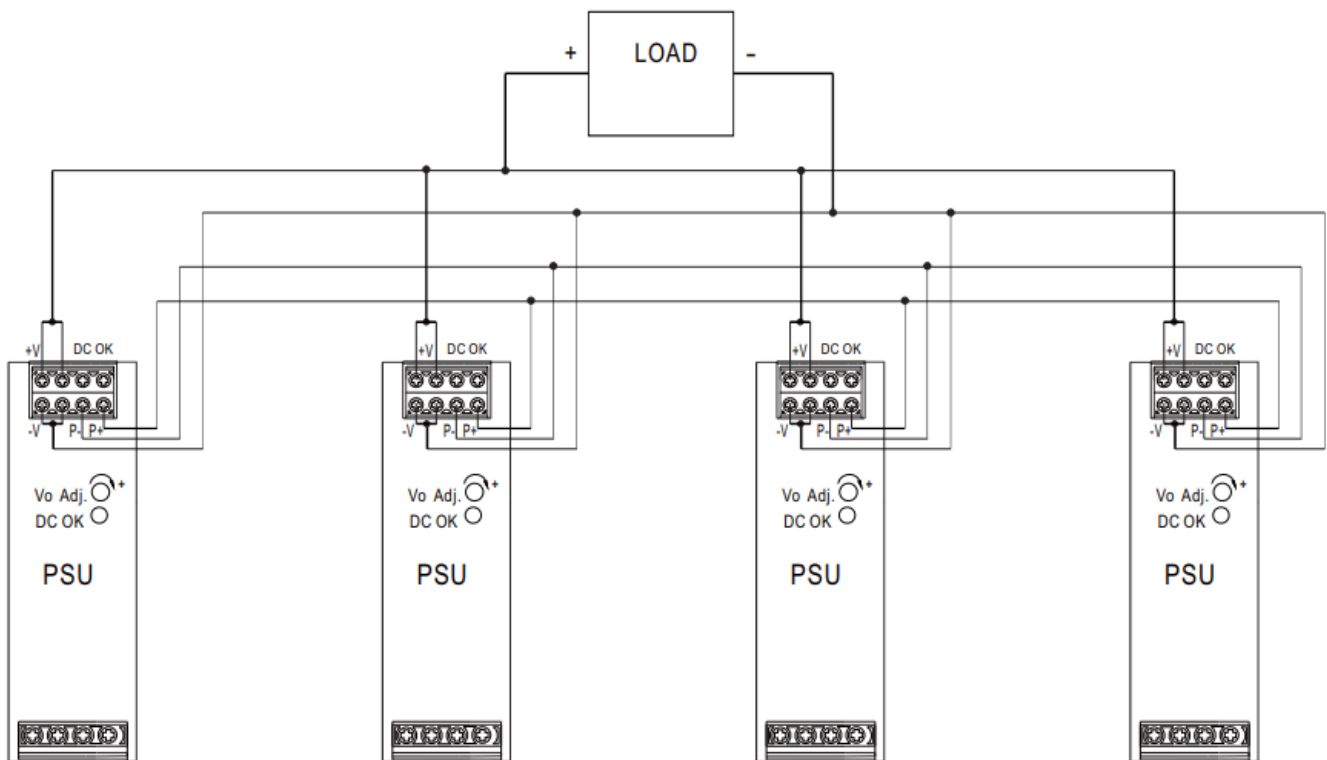 + LOAD -
+V DC OK +V DC OK +V DC OK +V DC OK
-V P- P+ -V P- P+ -V P- P+ -V P- P+
Vo Adj. + Vo Adj. + Vo Adj. + Vo Adj. +
DC OK DC OK DC OK DC OK
PSU PSU PSU PSU